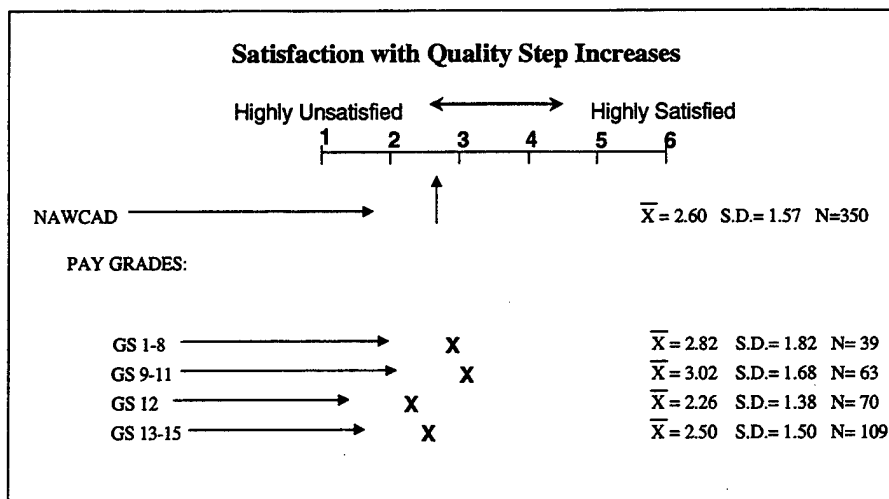 Satisfaction with Quality Step Increases
Highly Unsatisfied Highly Satisfied
1 2 3 4 5 6
NAWCAD X̅ = 2.60 S.D.= 1.57 N=350
PAY GRADES:
GS 1-8 X X̅ = 2.82 S.D.= 1.82 N= 39
GS 9-11 X X̅ = 3.02 S.D.= 1.68 N= 63
GS 12 X X̅ = 2.26 S.D.= 1.38 N= 70
GS 13-15 X X̅ = 2.50 S.D.= 1.50 N= 109